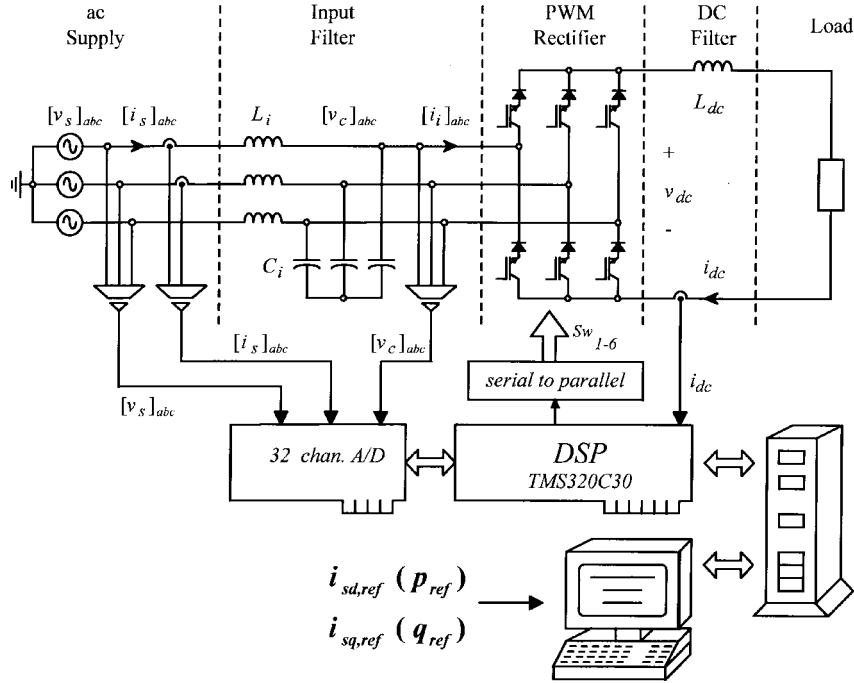 ac
Supply
Input
Filter
PWM
Rectifier
DC
Filter
Load
[v_s]_abc
[i_s]_abc
L_i
[v_c]_abc
[i_i]_abc
L_dc
+
v_dc
-
C_i
i_dc
[i_s]_abc
[v_c]_abc
Sw
1-6
[v_s]_abc
serial to parallel
i_dc
32 chan. A/D
DSP
TMS320C30
i_sd,ref (p_ref)
i_sq,ref (q_ref)